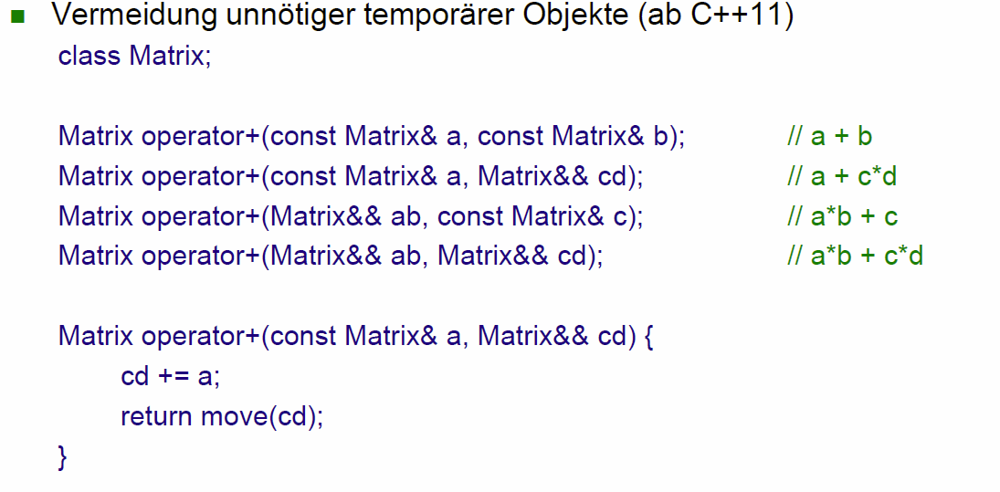 Vermeidung unnötiger temporärer Objekte (ab C++11)
class Matrix;
Matrix operator+(const Matrix& a, const Matrix& b); // a + b
Matrix operator+(const Matrix& a, Matrix&& cd); // a + c*d
Matrix operator+(Matrix&& ab, const Matrix& c); // a*b + c
Matrix operator+(Matrix&& ab, Matrix&& cd); // a*b + c*d
Matrix operator+(const Matrix& a, Matrix&& cd) {
cd += a;
return move(cd);
}